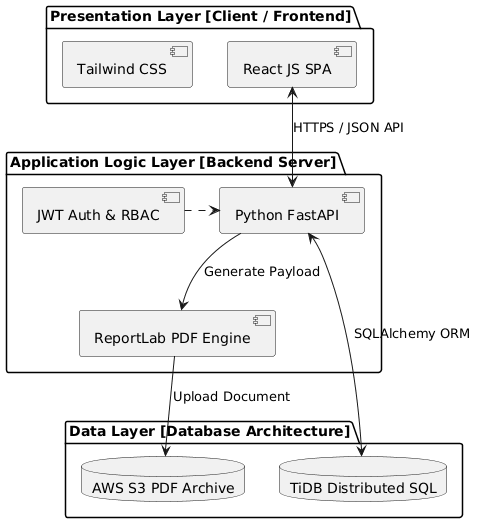 Presentation Layer [Client / Frontend]
Tailwind CSS
React JS SPA
HTTPS / JSON API
Application Logic Layer [Backend Server]
JWT Auth & RBAC
Python FastAPI
Generate Payload
ReportLab PDF Engine
SQLAlchemy ORM
Upload Document
Data Layer [Database Architecture]
AWS S3 PDF Archive
TiDB Distributed SQL